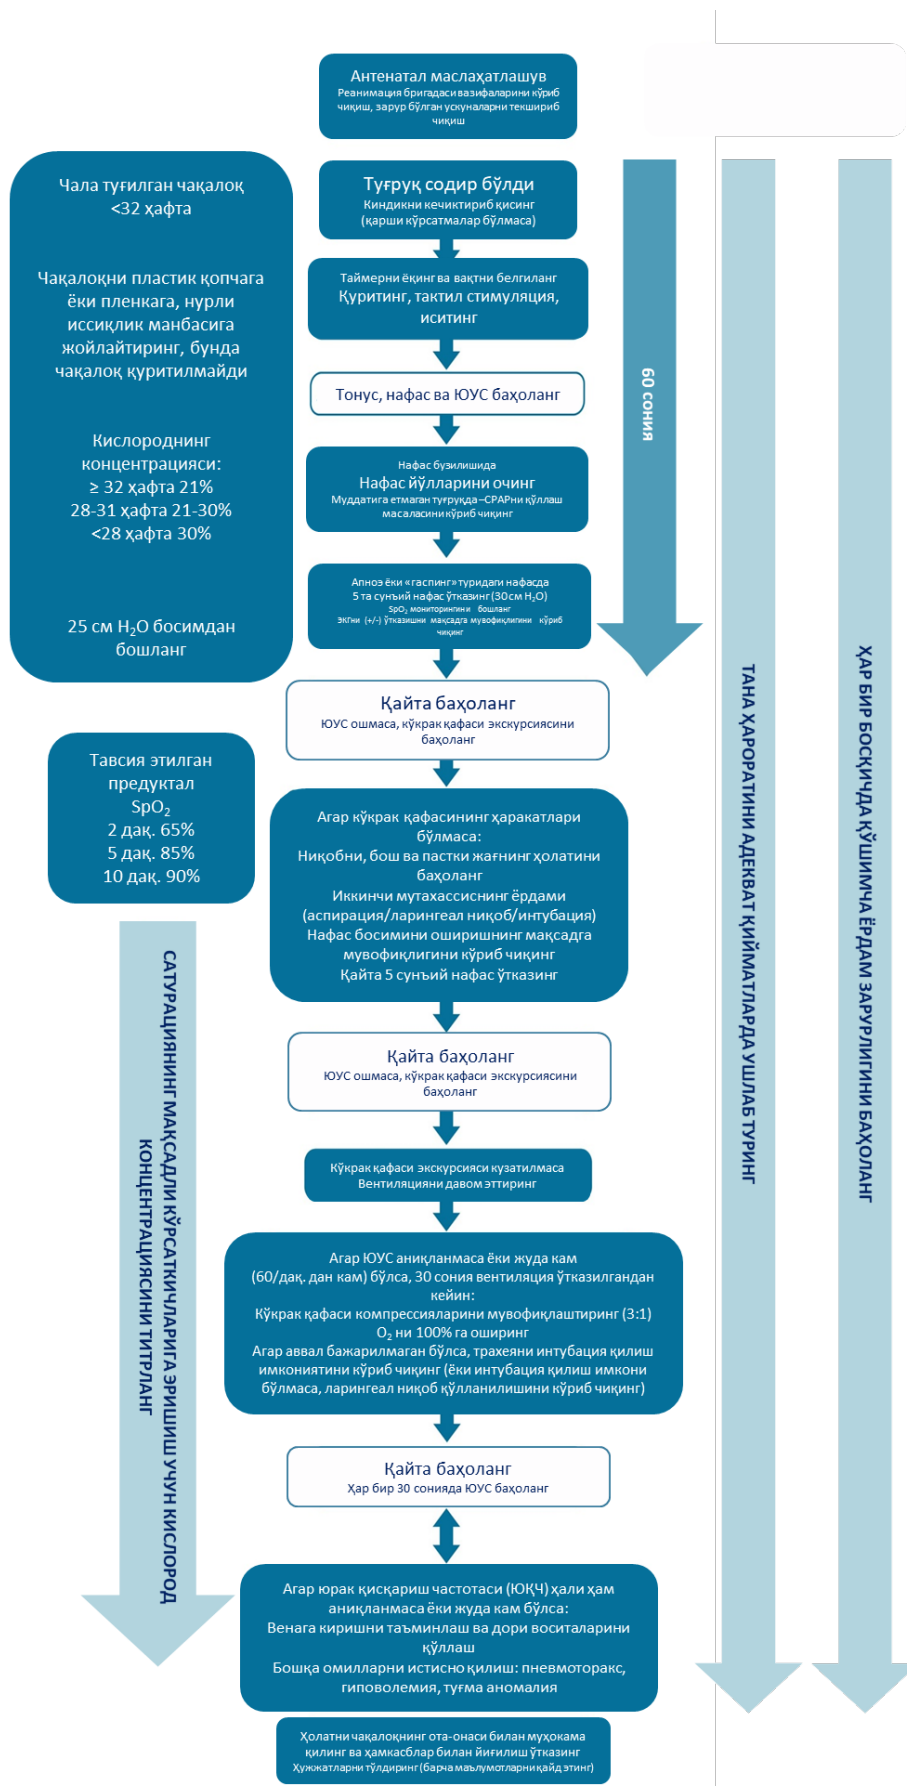 Антенатал маслаҳатлашув
Реанимация бригадаси вазифаларини кўриб
чиқиш, зарур бўлган ускуналарни текшириб
чиқиш
Туғруқ содир бўлди
Киндикни кечиктириб қисинг
(қарши кўрсатмалар бўлмаса)
Таймерни ёқинг ва вақтни белгиланг
Қуритинг, тактил стимуляция,
иситинг
Тонус, нафас ва ЮУС баҳоланг
Нафас бузилишида
Нафас йўлларини очинг
Муддатига етмаган туғруқда –CPAPни қўллаш
масаласини кўриб чиқинг
Апноэ ёки «гаспинг» туридаги нафасда
5 та сунъий нафас ўтказинг (30 см H₂O)
SpO₂ мониторингини бошланг
ЭКГни (+/-) ўтказишни мақсадга мувофиқлигини кўриб
чиқинг
60 сония
Чала туғилган чақалоқ
<32 ҳафта
Чақалоқни пластик қопчага
ёки пленкага, нурли
иссиқлик манбасига
жойлайтиринг, бунда
чақалоқ қуритилмайди
Кислороднинг
концентрацияси:
≥ 32 ҳафта 21%
28-31 ҳафта 21-30%
<28 ҳафта 30%
25 см H₂O босимдан
бошланг
Қайта баҳоланг
ЮУС ошмаса, кўкрак қафаси экскурсиясини
баҳоланг
Тавсия этилган
предуктал
SpO₂
2 дақ. 65%
5 дақ. 85%
10 дақ. 90%
Агар кўкрак қафасининг ҳаракатлари
бўлмаса:
Ниқобни, бош ва пастки жағнинг ҳолатини
баҳоланг
Иккинчи мутахассиснинг ёрдами
(аспирация/ларингеал ниқоб/интубация)
Нафас босимини оширишнинг мақсадга
мувофиқлигини кўриб чиқинг
Қайта 5 сунъий нафас ўтказинг
Қайта баҳоланг
ЮУС ошмаса, кўкрак қафаси экскурсиясини
баҳоланг
Кўкрак қафаси экскурсияси кузатилмаса
Вентиляцияни давом эттиринг
Агар ЮУС аниқланмаса ёки жуда кам
(60/дақ. дан кам) бўлса, 30 сония вентиляция ўтказилгандан
кейин:
Кўкрак қафаси компрессияларини мувофиқлаштиринг (3:1)
O₂ ни 100% га оширинг
Агар аввал бажарилмаган бўлса, трахеяни интубация қилиш
имкониятини кўриб чиқинг (ёки интубация қилиш имкони
бўлмаса, ларингеал ниқоб қўлланилишини кўриб чиқинг)
Қайта баҳоланг
Ҳар бир 30 сонияда ЮУС баҳоланг
Агар юрак қисқариш частотаси (ЮҚЧ) ҳали ҳам
аниқланмаса ёки жуда кам бўлса:
Венага киришни таъминлаш ва дори воситаларини
қўллаш
Бошқа омилларни истисно қилиш: пневмоторакс,
гиповолемия, туғма аномалия
Ҳолатни чақалоқнинг ота-онаси билан муҳокама
қилинг ва ҳамкасблар билан йиғилиш ўтказинг
Ҳужжатларни тўлдиринг (барча маълумотларни қайд этинг)
САТУРАЦИЯНИНГ МАҚСАДЛИ КЎРСАТКИЧЛАРИГА ЭРИШИШ УЧУН КИСЛОРОД
КОНЦЕНТРАЦИЯСИНИ ТИТРЛАНГ
ТАНА ҲАРОРАТИНИ АДЕКВАТ ҚИЙМАТЛАРДА УШЛАБ ТУРИНГ
ҲАР БИР БОСҚИЧДА ҚЎШИМЧА ЁРДАМ ЗАРУРЛИГИНИ БАҲОЛАНГ